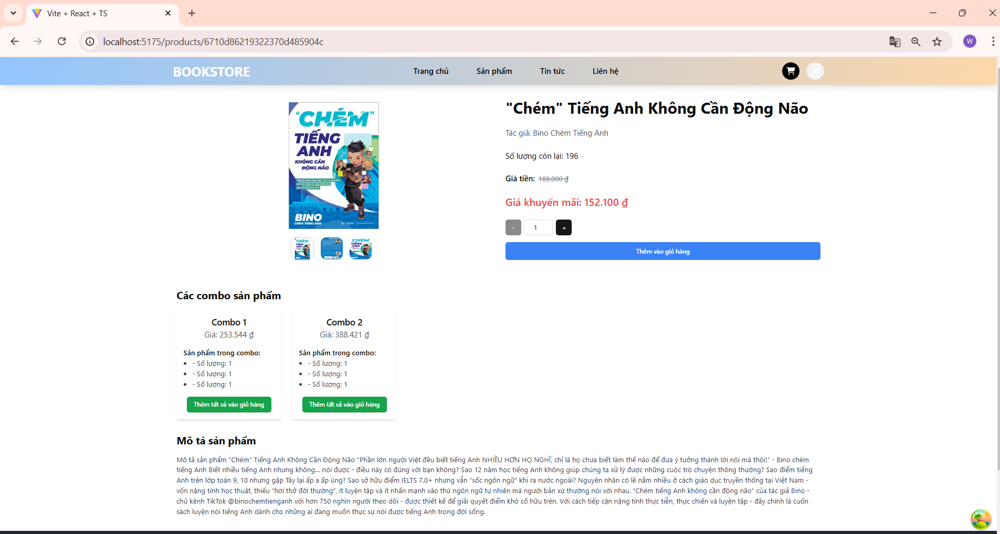 Vite + React + TS
localhost:5175/products/6710d86219322370d485904c
W
BOOKSTORE
Trang chủ
Sản phẩm
Tin tức
Liên hệ
JD
“CHÉM”
TIẾNG
ANH
KHÔNG CẦN
ĐỘNG NÃO
BINO
CHÉM TIẾNG ANH
"Chém" Tiếng Anh Không Cần Động Não
Tác giả: Bino Chém Tiếng Anh
Số lượng còn lại: 196
Giá tiền: 169.000 ₫
Giá khuyến mãi: 152.100 ₫
- 1 +
Thêm vào giỏ hàng
Các combo sản phẩm
Combo 1
Giá: 253.544 ₫
Sản phẩm trong combo:
- Số lượng: 1
- Số lượng: 1
- Số lượng: 1
Thêm tất cả vào giỏ hàng
Combo 2
Giá: 388.421 ₫
Sản phẩm trong combo:
- Số lượng: 1
- Số lượng: 1
- Số lượng: 1
Thêm tất cả vào giỏ hàng
Mô tả sản phẩm
Mô tả sản phẩm “Chém” Tiếng Anh Không Cần Động Não “Phần lớn người Việt đều biết tiếng Anh NHIỀU HƠN HỌ NGHĨ, chỉ là họ chưa biết làm thế nào để đưa ý tưởng thành lời nói mà thôi!” - Bino chém
tiếng Anh Biết nhiều tiếng Anh nhưng không... nói được - điều này có đúng với bạn không? Sao 12 năm học tiếng Anh không giúp chúng ta xử lý được những cuộc trò chuyện thông thường? Sao điểm tiếng
Anh trên lớp toàn 9, 10 nhưng gặp Tây lại ấp a ấp úng? Sao sở hữu điểm IELTS 7.0+ nhưng vẫn “sốc ngôn ngữ” khi ra nước ngoài? Nguyên nhân có lẽ nằm nhiều ở cách giáo dục truyền thống tại Việt Nam -
vốn nặng tính học thuật, thiếu “hơi thở đời thường”, ít luyện tập và ít nhấn mạnh vào thứ ngôn ngữ tự nhiên mà người bản xứ thường nói với nhau. “Chém tiếng Anh không cần động não” của tác giả Bino -
chủ kênh TikTok @binochemtienganh với hơn 750 nghìn người theo dõi - được thiết kế để giải quyết điểm khó cố hữu trên. Với cách tiếp cận nặng tính thực tiễn, thực chiến và luyện tập - đây chính là cuốn
sách luyện nói tiếng Anh dành cho những ai đang muốn thực sự nói được tiếng Anh trong đời sống.